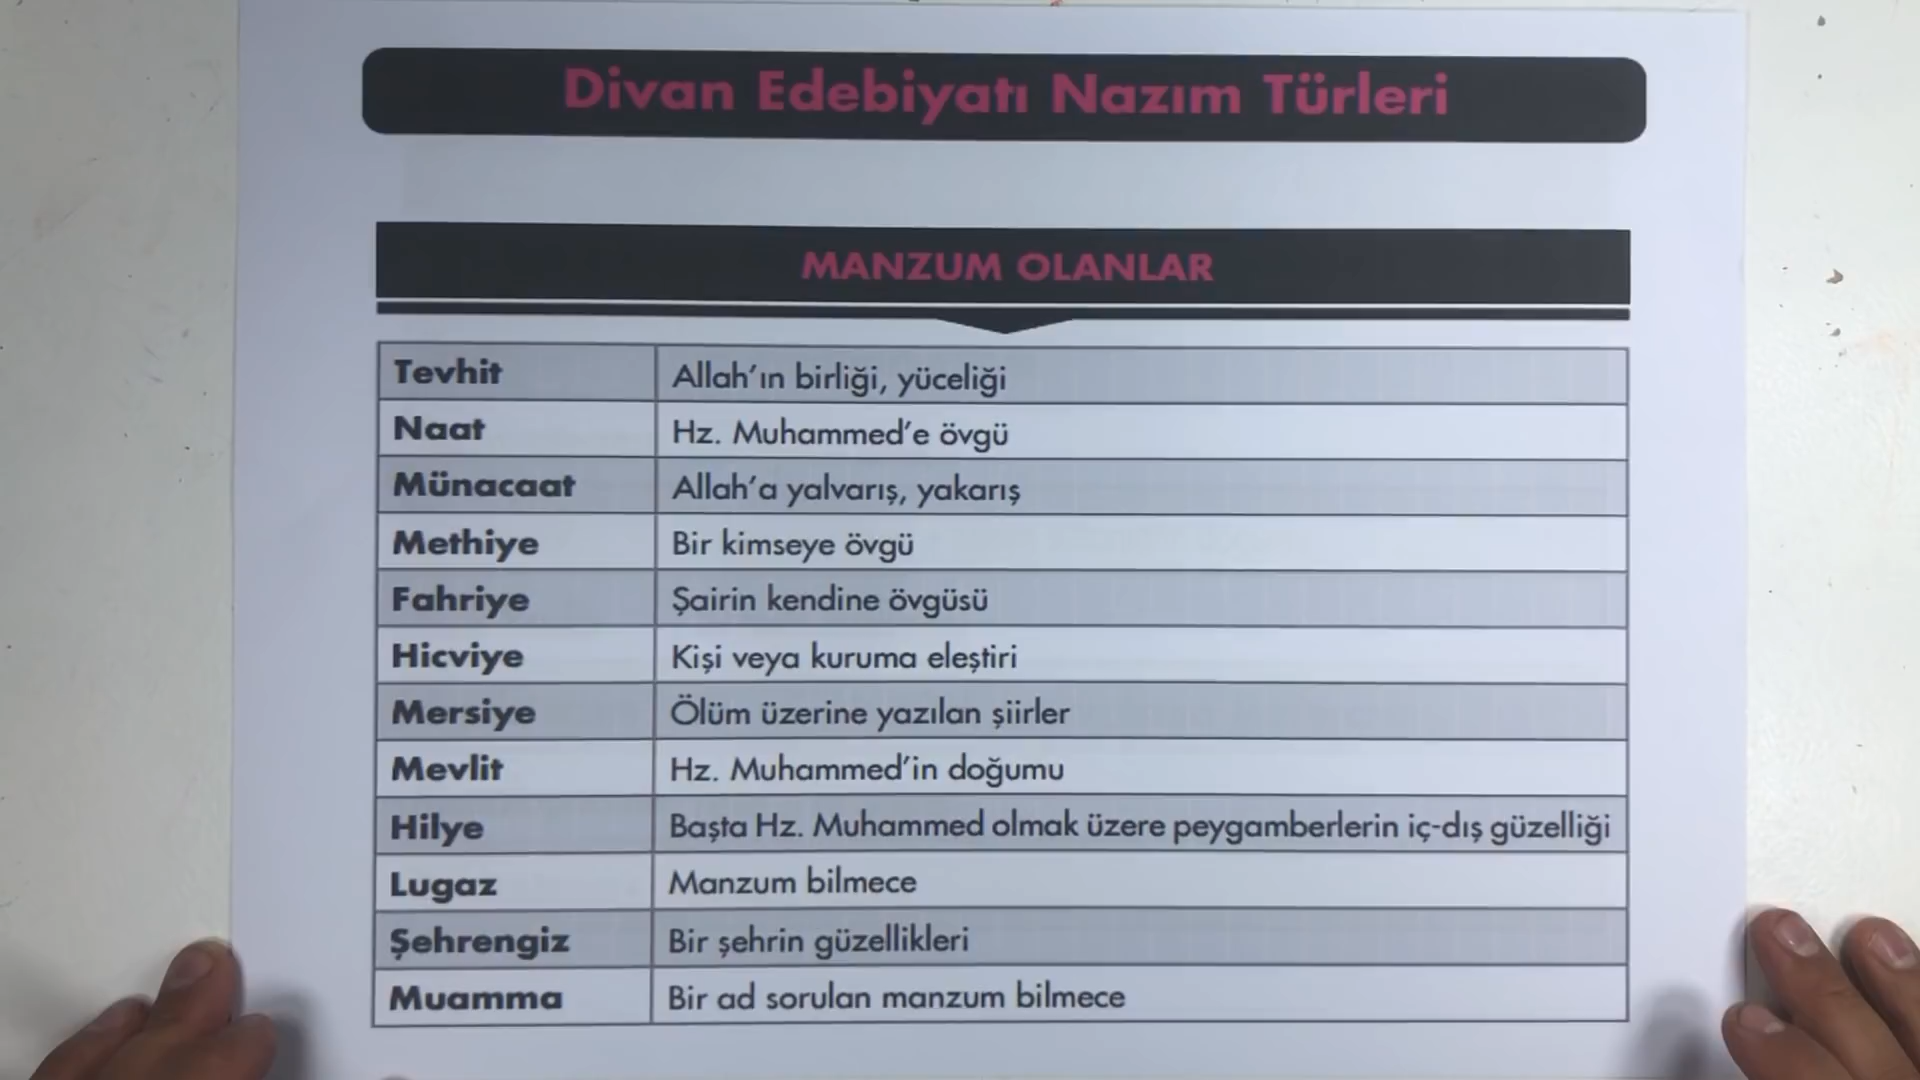 Divan Edebiyatı Nazım Türleri
MANZUM OLANLAR
Tevhit Allah'ın birliği, yüceliği
Naat Hz. Muhammed'e övgü
Münacaat Allah'a yalvarış, yakarış
Methiye Bir kimseye övgü
Fahriye Şairin kendine övgüsü
Hicviye Kişi veya kuruma eleştiri
Mersiye Ölüm üzerine yazılan şiirler
Mevlit Hz. Muhammed'in doğumu
Hilye Başta Hz. Muhammed olmak üzere peygamberlerin iç-dış güzelliği
Lugaz Manzum bilmece
Şehrengiz Bir şehrin güzellikleri
Muamma Bir ad sorulan manzum bilmece